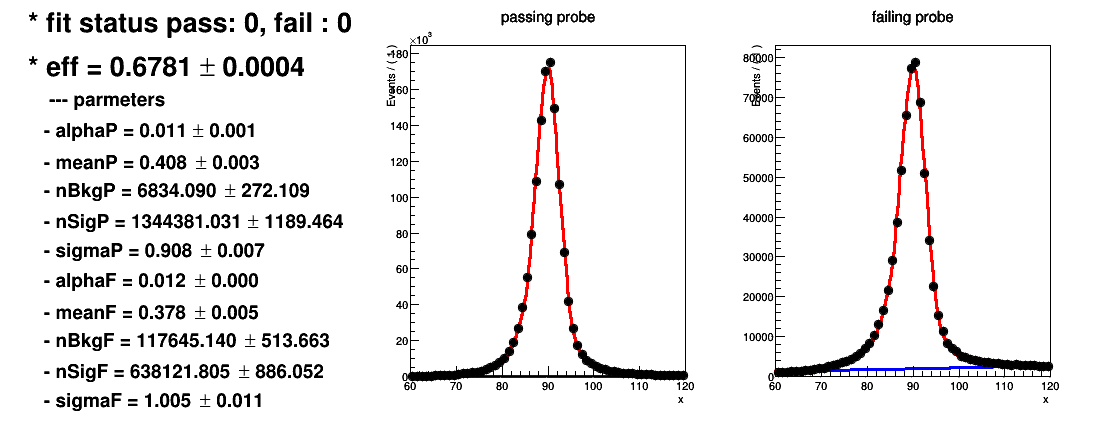 * fit status pass: 0, fail : 0
* eff = 0.6781 ± 0.0004
--- parmeters
- alphaP = 0.011 ± 0.001
- meanP = 0.408 ± 0.003
- nBkgP = 6834.090 ± 272.109
- nSigP = 1344381.031 ± 1189.464
- sigmaP = 0.908 ± 0.007
- alphaF = 0.012 ± 0.000
- meanF = 0.378 ± 0.005
- nBkgF = 117645.140 ± 513.663
- nSigF = 638121.805 ± 886.052
- sigmaF = 1.005 ± 0.011
passing probe
×10³
Events / ( 1 )
180
160
140
120
100
80
60
40
20
0
60 70 80 90 100 110 120
x
failing probe
Events / ( 1 )
80000
70000
60000
50000
40000
30000
20000
10000
0
60 70 80 90 100 110 120
x